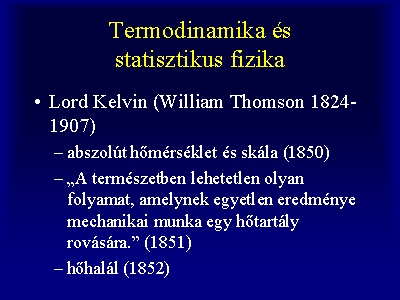 Termodinamika és
statisztikus fizika
• Lord Kelvin (William Thomson 1824-
1907)
– abszolút hőmérséklet és skála (1850)
– „A természetben lehetetlen olyan
folyamat, amelynek egyetlen eredménye
mechanikai munka egy hőtartály
rovására.” (1851)
– hőhalál (1852)